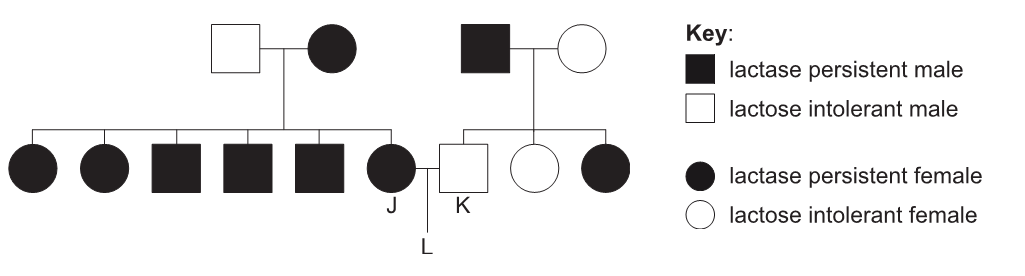 Key:
lactase persistent male
lactose intolerant male
lactase persistent female
lactose intolerant female
J
K
L